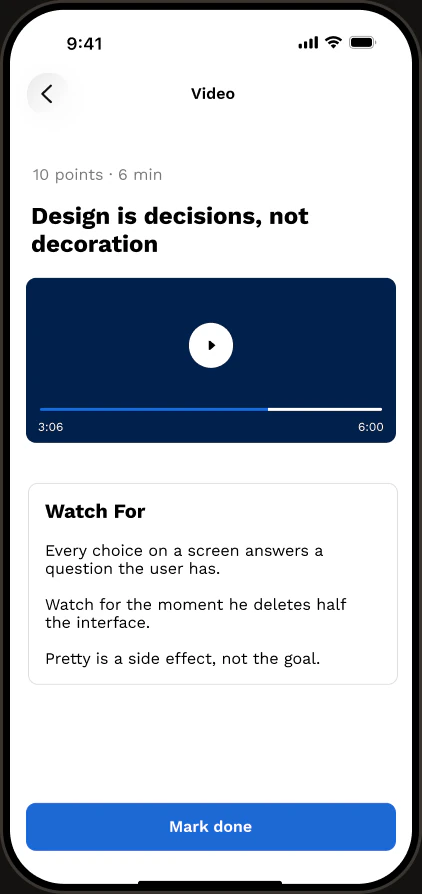 9:41
Video
10 points · 6 min
Design is decisions, not
decoration
3:06
6:00
Watch For
Every choice on a screen answers a
question the user has.
Watch for the moment he deletes half
the interface.
Pretty is a side effect, not the goal.
Mark done